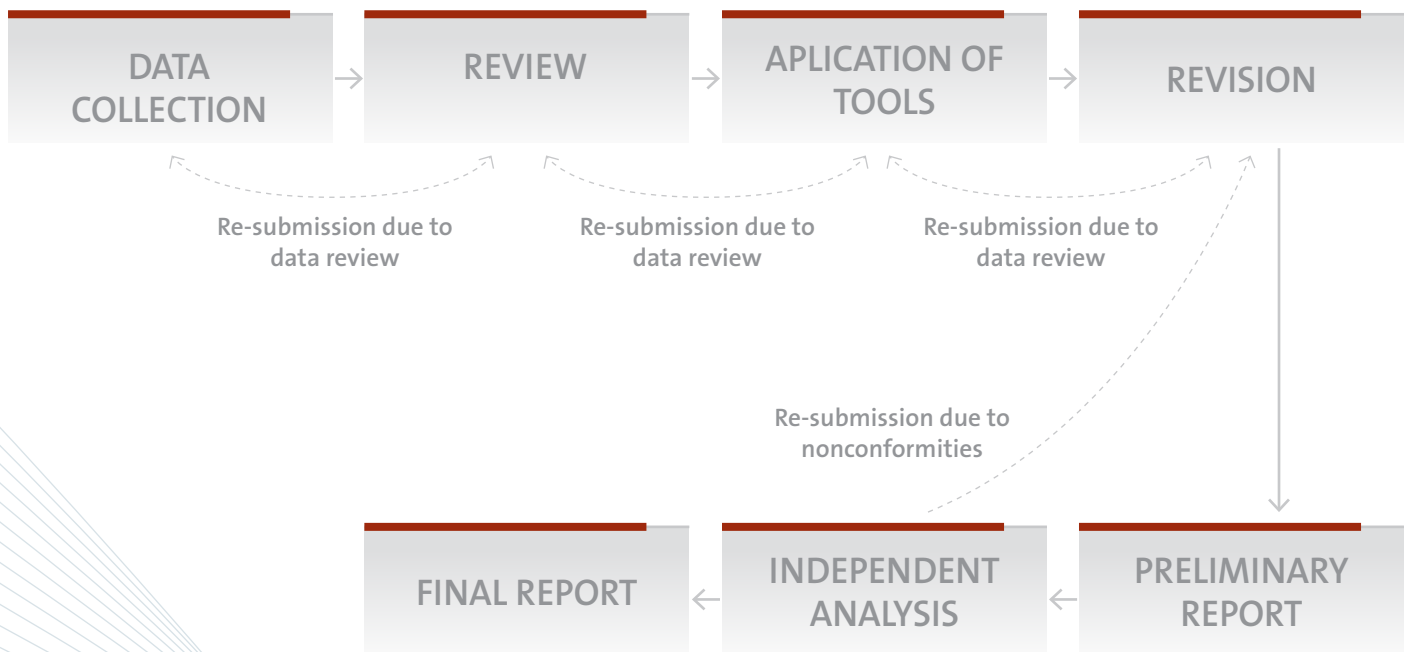 DATA
COLLECTION
REVIEW
APLICATION OF
TOOLS
REVISION
Re-submission due to
data review
Re-submission due to
data review
Re-submission due to
data review
Re-submission due to
nonconformities
FINAL REPORT
INDEPENDENT
ANALYSIS
PRELIMINARY
REPORT